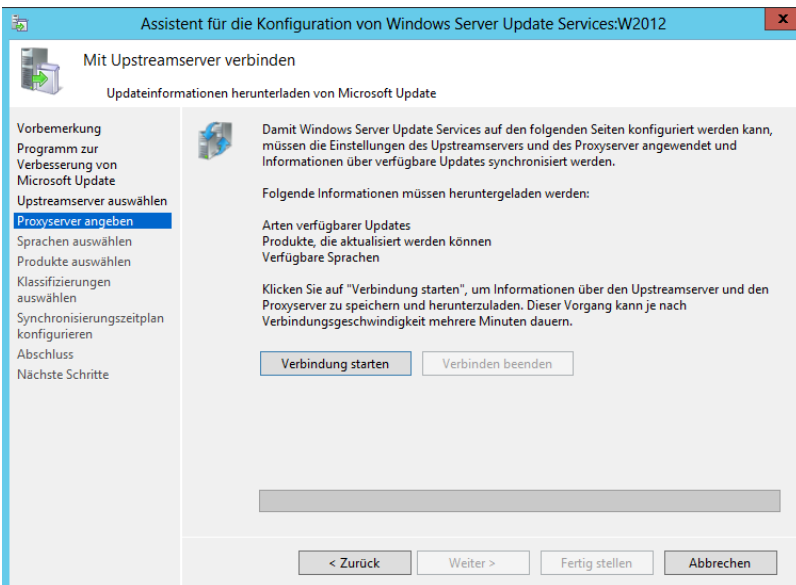 Assistent für die Konfiguration von Windows Server Update Services:W2012
x
Mit Upstreamserver verbinden
Updateinformationen herunterladen von Microsoft Update
Vorbemerkung
Programm zur
Verbesserung von
Microsoft Update
Upstreamserver auswählen
Proxyserver angeben
Sprachen auswählen
Produkte auswählen
Klassifizierungen
auswählen
Synchronisierungszeitplan
konfigurieren
Abschluss
Nächste Schritte
Damit Windows Server Update Services auf den folgenden Seiten konfiguriert werden kann,
müssen die Einstellungen des Upstreamservers und des Proxyserver angewendet und
Informationen über verfügbare Updates synchronisiert werden.
Folgende Informationen müssen heruntergeladen werden:
Arten verfügbarer Updates
Produkte, die aktualisiert werden können
Verfügbare Sprachen
Klicken Sie auf "Verbindung starten", um Informationen über den Upstreamserver und den
Proxyserver zu speichern und herunterzuladen. Dieser Vorgang kann je nach
Verbindungsgeschwindigkeit mehrere Minuten dauern.
Verbindung starten
Verbinden beenden
< Zurück
Weiter >
Fertig stellen
Abbrechen